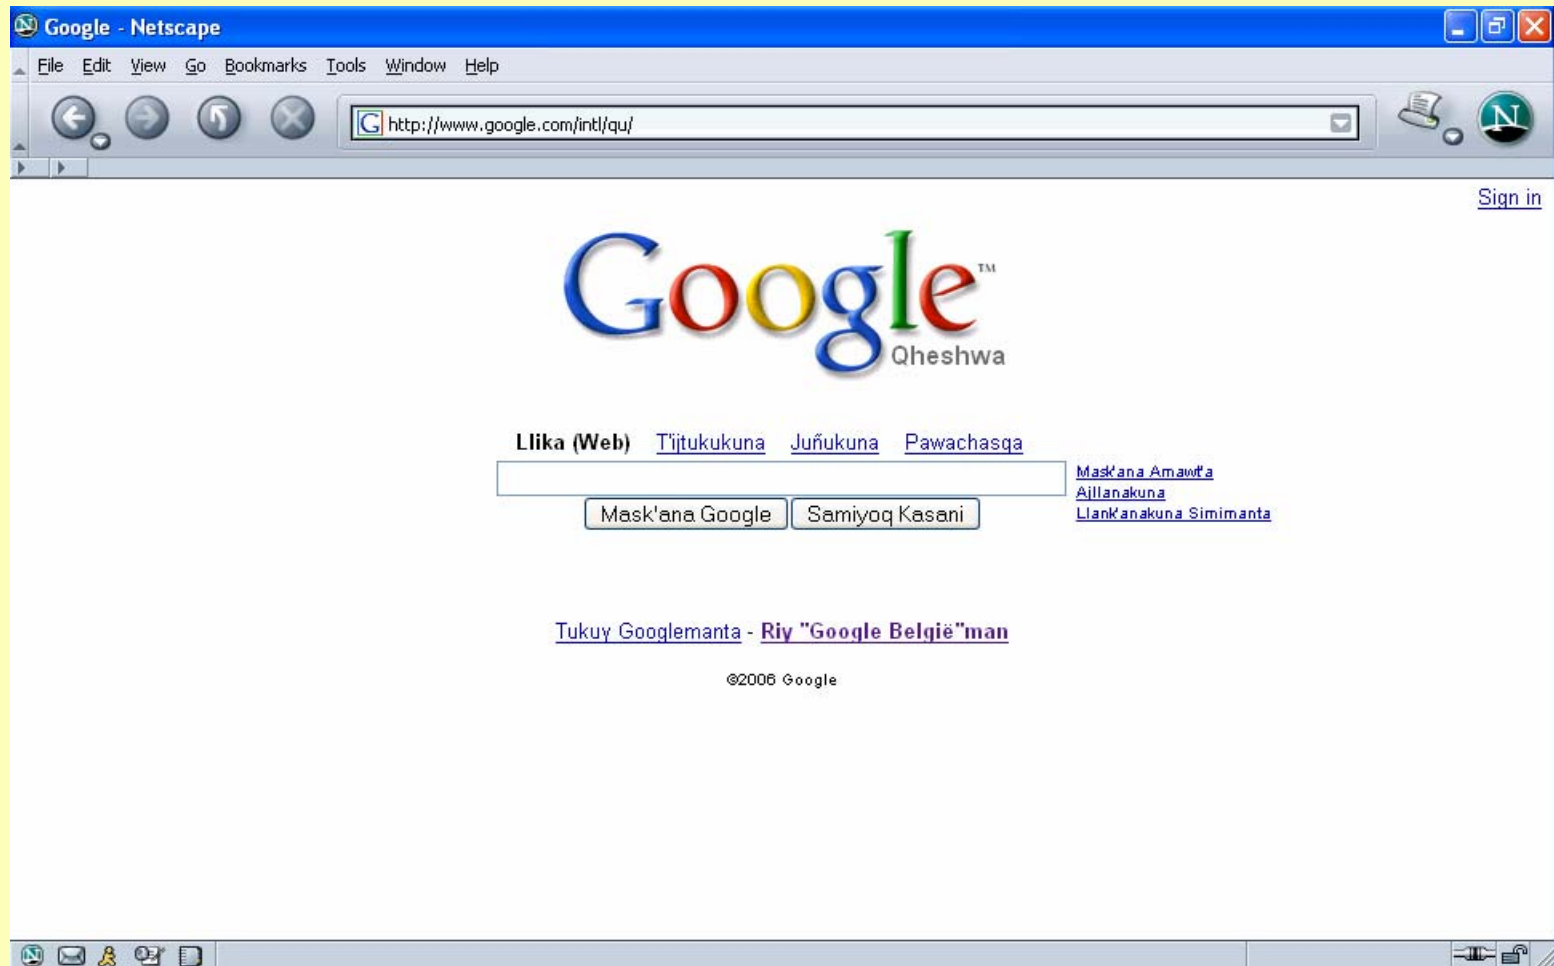 Google - Netscape
File Edit View Go Bookmarks Tools Window Help
http://www.google.com/intl/qu/
Sign in
Google™
Qheshwa
Llika (Web) T'ijtukukuna Juñukuna Pawachasqa
Mask'ana Amawt'a
Ajllanakuna
Llank'anakuna Simimanta
Mask'ana Google Samiyoq Kasani
Tukuy Googlemanta - Riy "Google België"man
©2006 Google